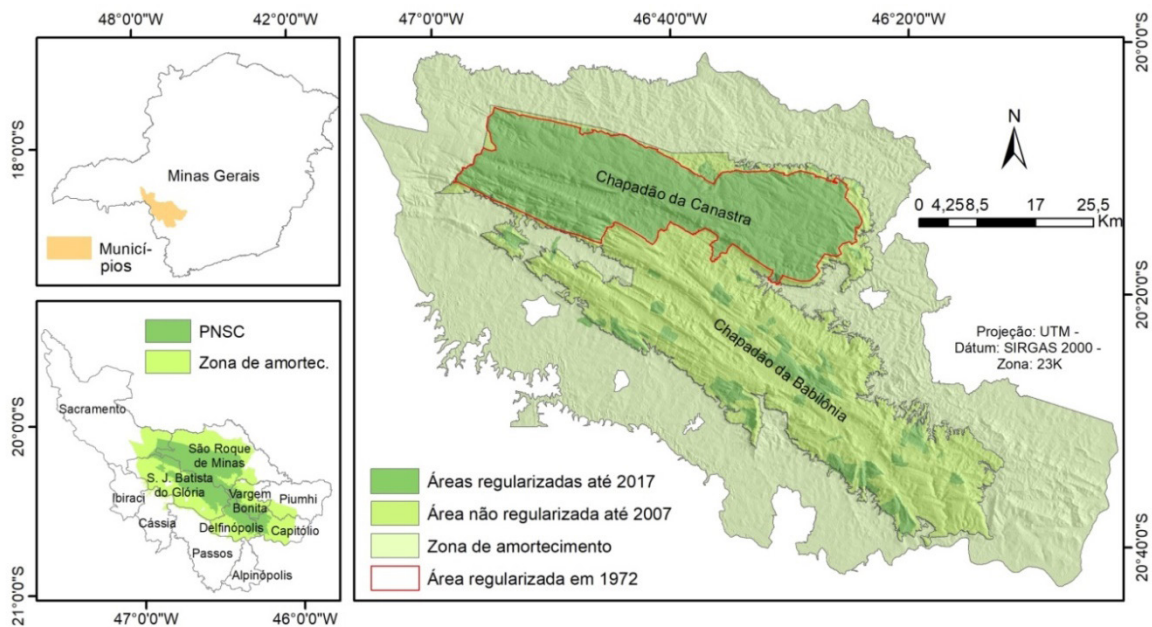 48°00'0"W
42°00'0"W
18°00'0"S
Minas Gerais
Municí-
pios
PNSC
Zona de amortec.
Sacramento
São Roque
de Minas
S. J. Batista
do Glória
Vargem
Bonita
Piumhi
Ibiraci
Cássia
Delfinópolis
Capitólio
Passos
Alpinópolis
20°0'0"S
21°0'0"S
47°0'0"W
46°0'0"W
47°0'0"W
46°40'0"W
46°20'0"W
20°0'0"S
20°20'0"S
20°40'0"S
Chapadão da Canastra
Chapadão da Babilônia
N
0 4,258,5 17 25,5
Km
Projeção: UTM -
Dátum: SIRGAS 2000 -
Zona: 23K
Áreas regularizadas até 2017
Área não regularizada até 2007
Zona de amortecimento
Área regularizada em 1972